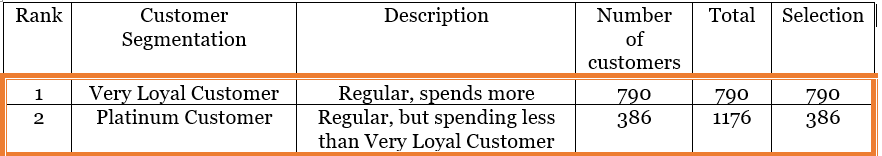 Rank Customer Segmentation Description Number of customers Total Selection
1 Very Loyal Customer Regular, spends more 790 790 790
2 Platinum Customer Regular, but spending less than Very Loyal Customer 386 1176 386